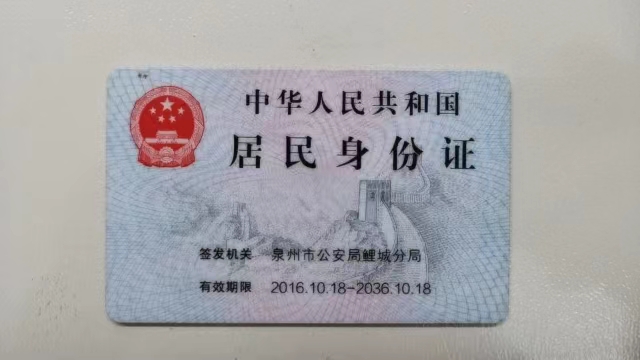 中华人民共和国
居民身份证
签发机关 泉州市公安局鲤城分局
有效期限 2016.10.18-2036.10.18